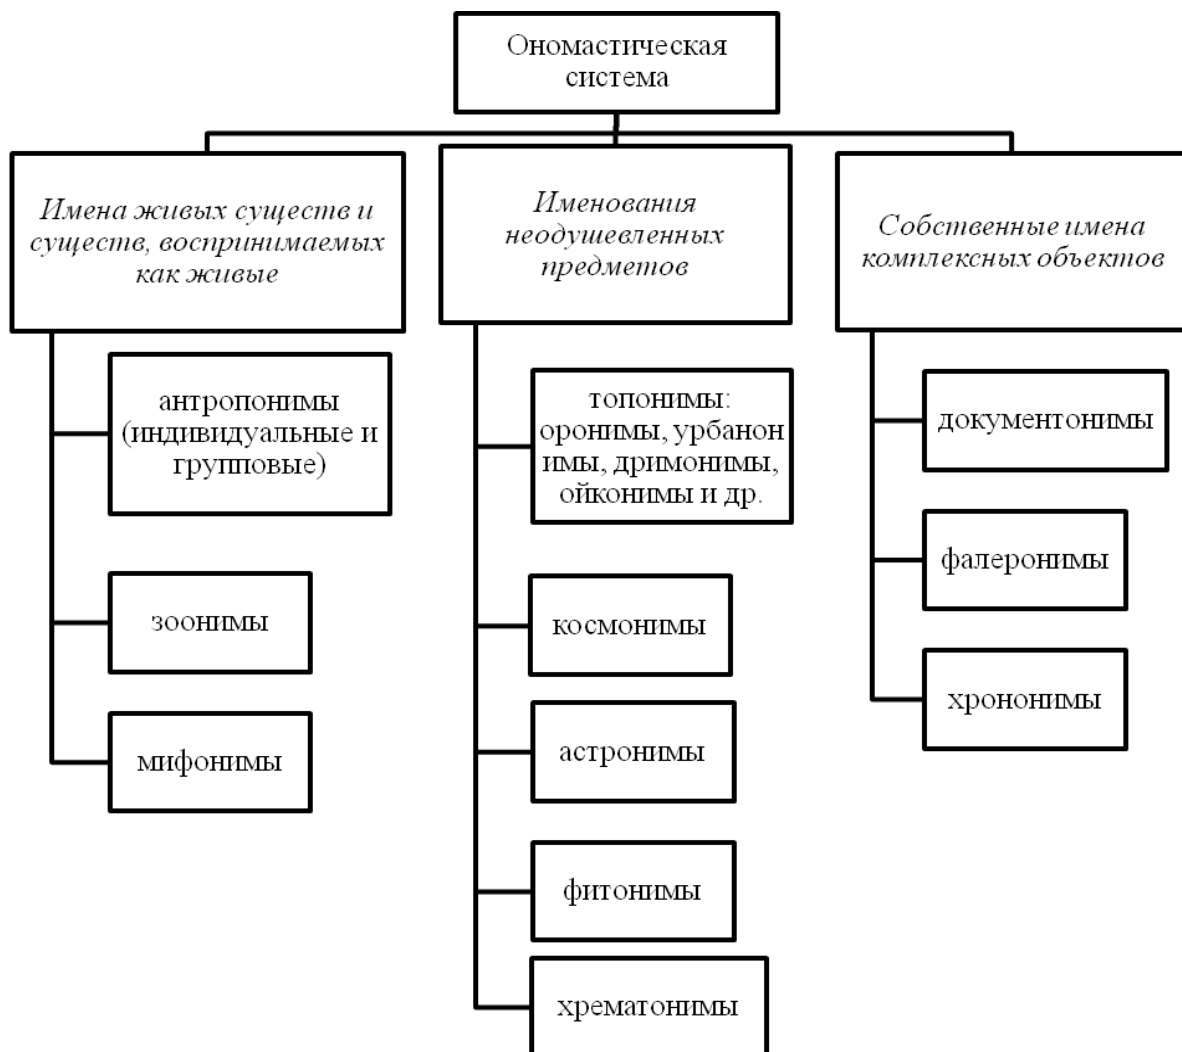 Ономастическая
система
Имена живых существ и
существ, воспринимаемых
как живые
антропонимы
(индивидуальные и
групповые)
зоонимы
мифонимы
Именования
неодушевленных
предметов
топонимы:
оронимы, урбанон
имы, дримонимы,
ойконимы и др.
космонимы
астронимы
фитонимы
хрематонимы
Собственные имена
комплексных объектов
документонимы
фалеронимы
хрононимы